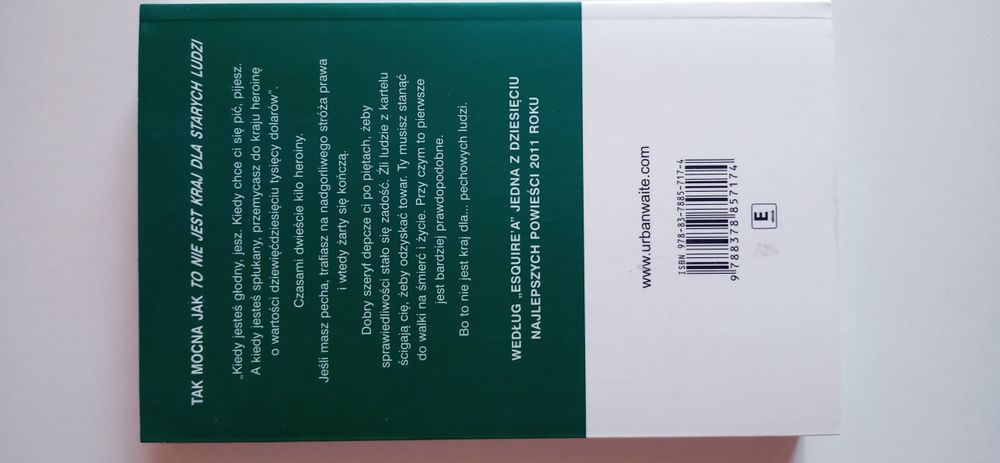 TAK MOCNA JAK TO NIE JEST KRAJ DLA STARYCH LUDZI
„Kiedy jesteś głodny, jesz. Kiedy chce ci się pić, pijesz.
A kiedy jesteś spłukany, przemycasz do kraju heroinę
o wartości dziewięćdziesięciu tysięcy dolarów”.
Czasami dwieście kilo heroiny.
Jeśli masz pecha, trafiasz na nadgorliwego stróża prawa
i wtedy żarty się kończą.
Dobry szeryf depcze ci po piętach, żeby
sprawiedliwości stało się zadość. Źli ludzie z kartelu
ścigają cię, żeby odzyskać towar. Ty musisz stanąć
do walki na śmierć i życie. Przy czym to pierwsze
jest bardziej prawdopodobne.
Bo to nie jest kraj dla... pechowych ludzi.
WEDŁUG „ESQUIRE'A” JEDNA Z DZIESIĘCIU
NAJLEPSZYCH POWIEŚCI 2011 ROKU
www.urbanwaite.com
ISBN 978-83-7885-717-4
9 788378 857174
E
ebook